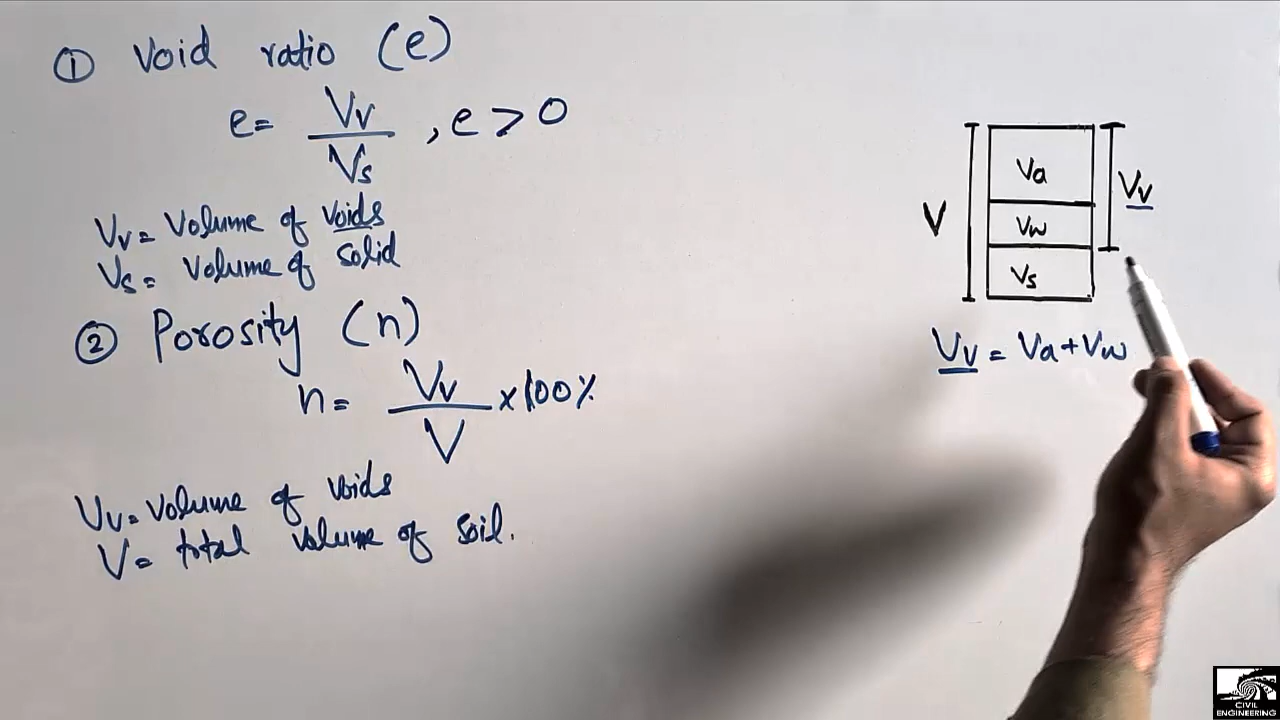 ① Void ratio (e)
e = Vv / Vs , e > 0
Vv = Volume of voids
Vs = Volume of solid
② Porosity (n)
n = Vv / V × 100%
Vv = Volume of voids
V = total volume of soil.
Va
Vw
Vs
V
Vv
Vv = Va + Vw
CIVIL
ENGINEERING